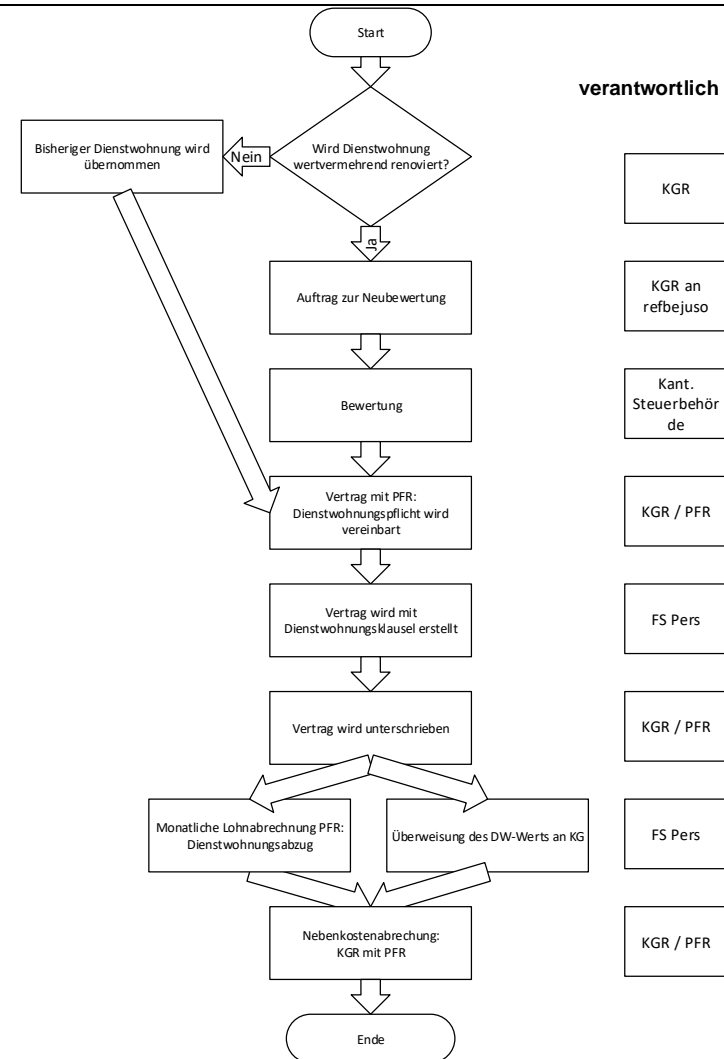 Start
verantwortlich
Bisheriger Dienstwohnung wird
übernommen
Nein
Wird Dienstwohnung
wertvermehrend renoviert?
KGR
Ja
Auftrag zur Neubewertung
KGR an
refbejuso
Bewertung
Kant.
Steuerbehör
de
Vertrag mit PFR:
Dienstwohnungspflicht wird
vereinbart
KGR / PFR
Vertrag wird mit
Dienstwohnungsklausel erstellt
FS Pers
Vertrag wird unterschrieben
KGR / PFR
Monatliche Lohnabrechnung PFR:
Dienstwohnungsabzug
Überweisung des DW-Werts an KG
FS Pers
Nebenkostenabrechung:
KGR mit PFR
KGR / PFR
Ende